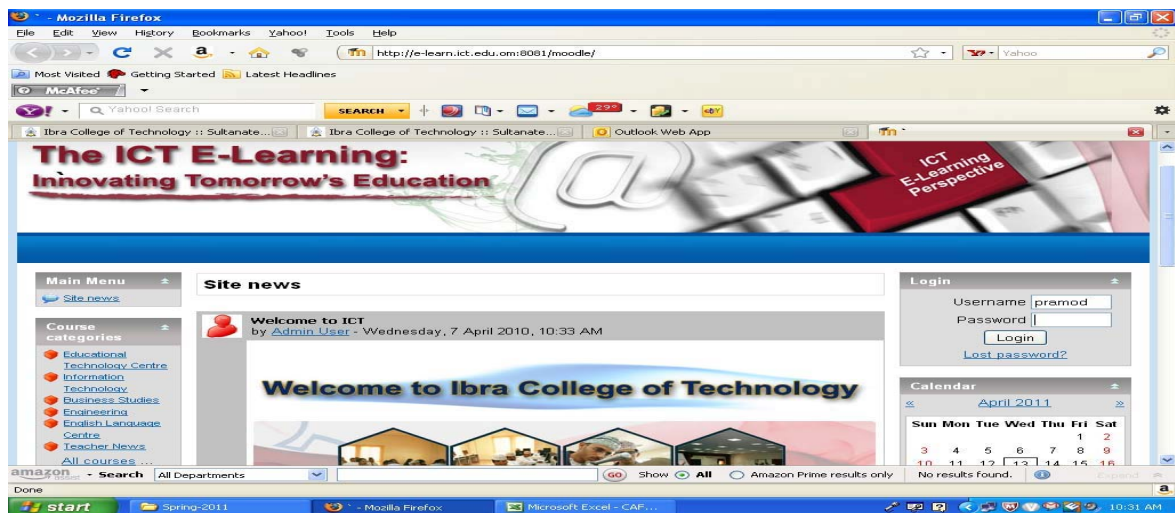 - Mozilla Firefox
File Edit View History Bookmarks Yahoo! Tools Help
http://e-learn.ict.edu.om:8081/moodle/
Yahoo
Most Visited Getting Started Latest Headlines
McAfee
Yahoo! Search SEARCH 29° eBY
Ibra College of Technology :: Sultanate... Ibra College of Technology :: Sultanate... Outlook Web App
The ICT E-Learning:
Innovating Tomorrow's Education
ICT
E-Learning
Perspective
Main Menu
Site news
Course
categories
Educational
Technology Centre
Information
Technology
Business Studies
Engineering
English Language
Centre
Teacher News
All courses ...
Site news
Welcome to ICT
by Admin User - Wednesday, 7 April 2010, 10:33 AM
Welcome to Ibra College of Technology
Login
Username pramod
Password
Login
Lost password?
Calendar
« April 2011 »
Sun Mon Tue Wed Thu Fri Sat
1 2
3 4 5 6 7 8 9
10 11 12 13 14 15 16
amazon - Search All Departments GO Show All Amazon Prime results only No results found. Expand
Done
start Spring-2011 - Mozilla Firefox Microsoft Excel - CAF... 10:31 AM